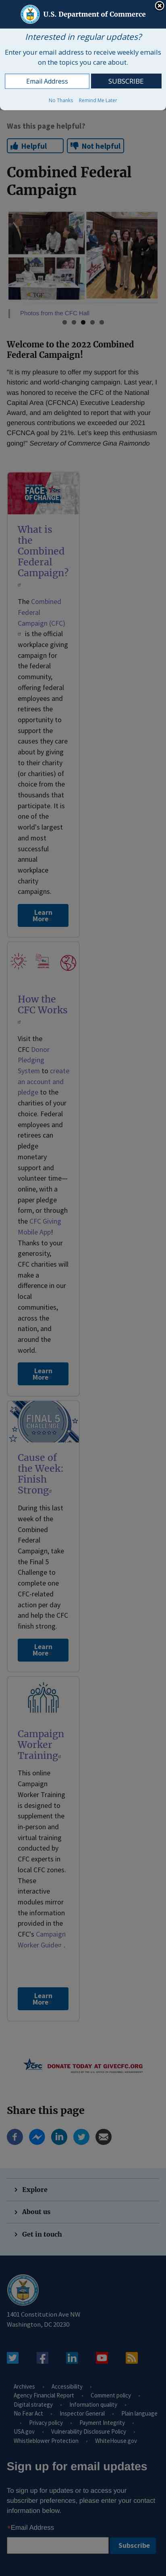 U.S. Department of Commerce
Interested in regular updates?
Enter your email address to receive weekly emails
on the topics you care about.
Email Address
SUBSCRIBE
No Thanks Remind Me Later
Was this page helpful?
Helpful
Not helpful
Combined Federal
Campaign
Photos from the CFC Hall
Welcome to the 2022 Combined
Federal Campaign!
"It is my pleasure and privilege to thank you for your
support of this historic and high-impact campaign. Last year, I
was honored to be awarded the
Area (CFCNCA) Executive Leadership
Award, and share with you that
our contributions exceeded our 2021
CFCNCA goal by 21%. Let's keep our momentum
going!" Secretary of Commerce Gina Raimondo
FACE OF
CHANGE
What is
the
Combined
Federal
Campaign?
The Combined
Federal
Campaign (CFC)
is the official
workplace giving
campaign for
the federal
community,
offering federal
employees and
retirees the
opportunity to
support the
causes they care
about by giving
to their charity
(or charities) of
choice from the
thousands that
participate. It is
one of the
world's largest
and most
successful
annual
workplace
charity
campaigns.
Learn
More
How the
CFC Works
Visit the
CFC Donor
Pledging
System to create
an account and
pledge to the
charities of your
choice. Federal
employees and
retirees can
pledge
monetary
support and
volunteer time—
online, with a
paper pledge
form, or through
the CFC Giving
Mobile App!
Thanks to your
generosity,
CFC charities will
make a
difference in our
local
communities,
across the
nation, and
around the
world.
Learn
More
FINAL 5
CHALLENGE
Cause of
the Week:
Finish
Strong
During this last
week of the
Combined
Federal
Campaign, take
the Final 5
Challenge to
complete one
CFC-related
action per day
and help the CFC
finish strong.
Learn
More
Campaign
Worker
Training
This online
Campaign
Worker Training
is designed to
supplement the
in-person and
virtual training
conducted by
CFC experts in
local CFC zones.
These
interactive
modules mirror
the information
provided in the
CFC's Campaign
Worker Guide .
Learn
More
CFC DONATE TODAY AT GIVECFC.ORG
Share this page
Explore
About us
Get in touch
1401 Constitution Ave NW
Washington, DC 20230
Archives Accessibility
Agency Financial Report Comment policy
Digital strategy Information quality
No Fear Act Inspector General Plain language
Privacy policy Payment Integrity
USA.gov Vulnerability Disclosure Policy
Whistleblower Protection WhiteHouse.gov
Sign up for email updates
To sign up for updates or to access your
subscriber preferences, please enter your contact
information below.
*Email Address
Subscribe